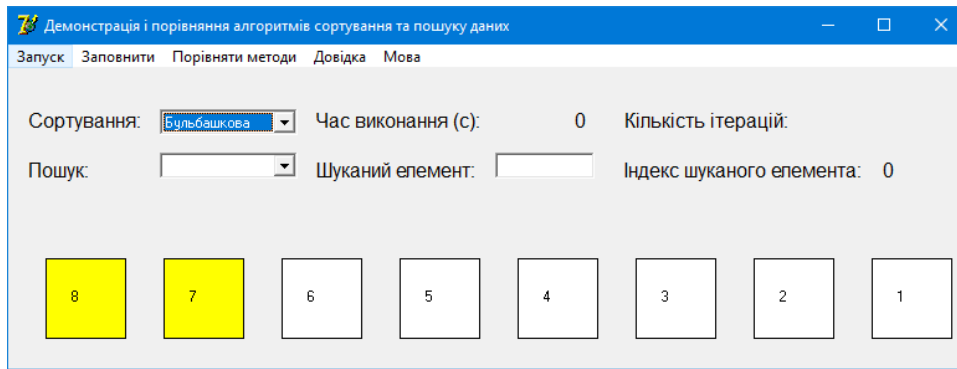 Демонстрація і порівняння алгоритмів сортування та пошуку даних
Запуск Заповнити Порівняти методи Довідка Мова
Сортування: Бульбашкова Час виконання (с): 0 Кількість ітерацій:
Пошук: Шуканий елемент: Індекс шуканого елемента: 0
8 7 6 5 4 3 2 1